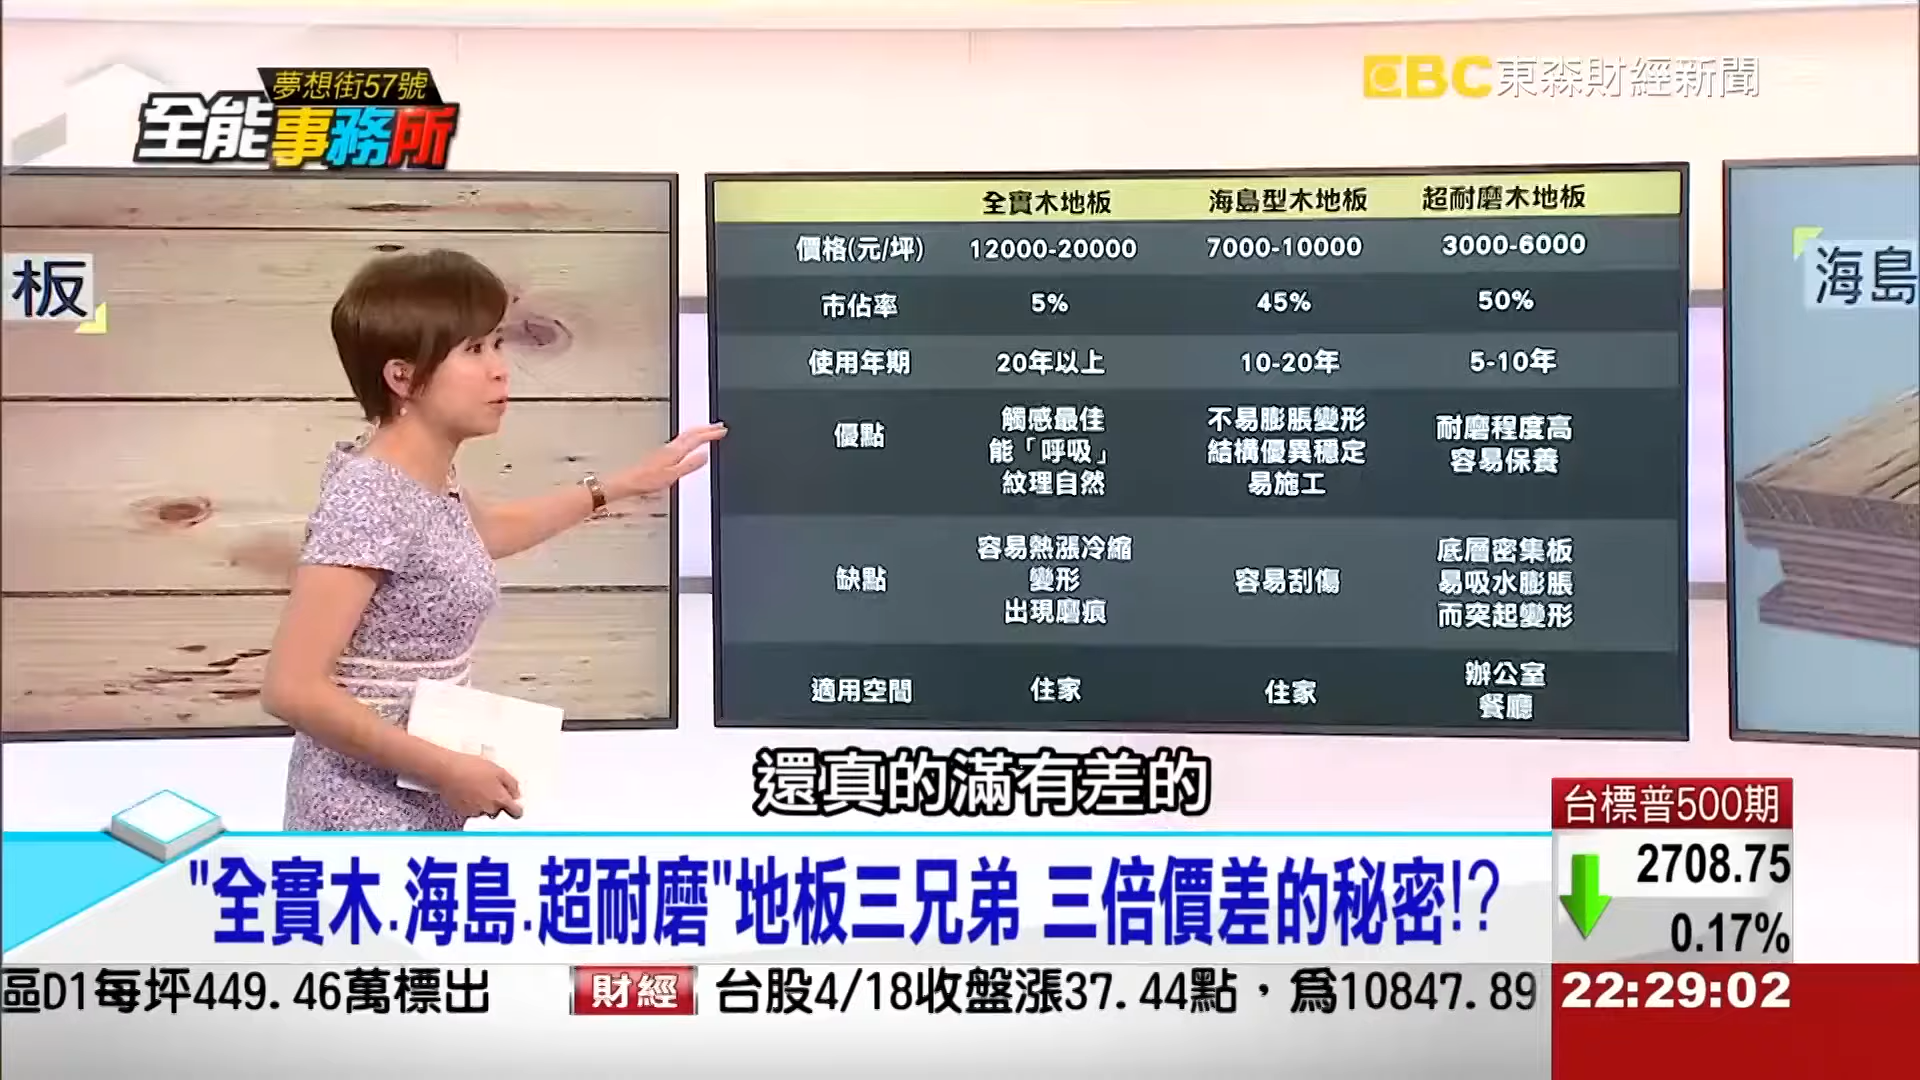 夢想街57號
全能事務所
EBC東森財經新聞
板
海島
全實木地板 海島型木地板 超耐磨木地板
價格(元/坪) 12000-20000 7000-10000 3000-6000
市佔率 5% 45% 50%
使用年期 20年以上 10-20年 5-10年
優點
觸感最佳
能「呼吸」
紋理自然
不易膨脹變形
結構優異穩定
易施工
耐磨程度高
容易保養
缺點
容易熱漲冷縮
變形
出現磨痕
容易刮傷
底層密集板
易吸水膨脹
而突起變形
適用空間
住家
住家
辦公室
餐廳
還真的滿有差的
"全實木.海島.超耐磨"地板三兄弟 三倍價差的秘密!?
台標普500期
2708.75
0.17%
區D1每坪449.46萬標出 財經 台股4/18收盤漲37.44點，為10847.89
22:29:02